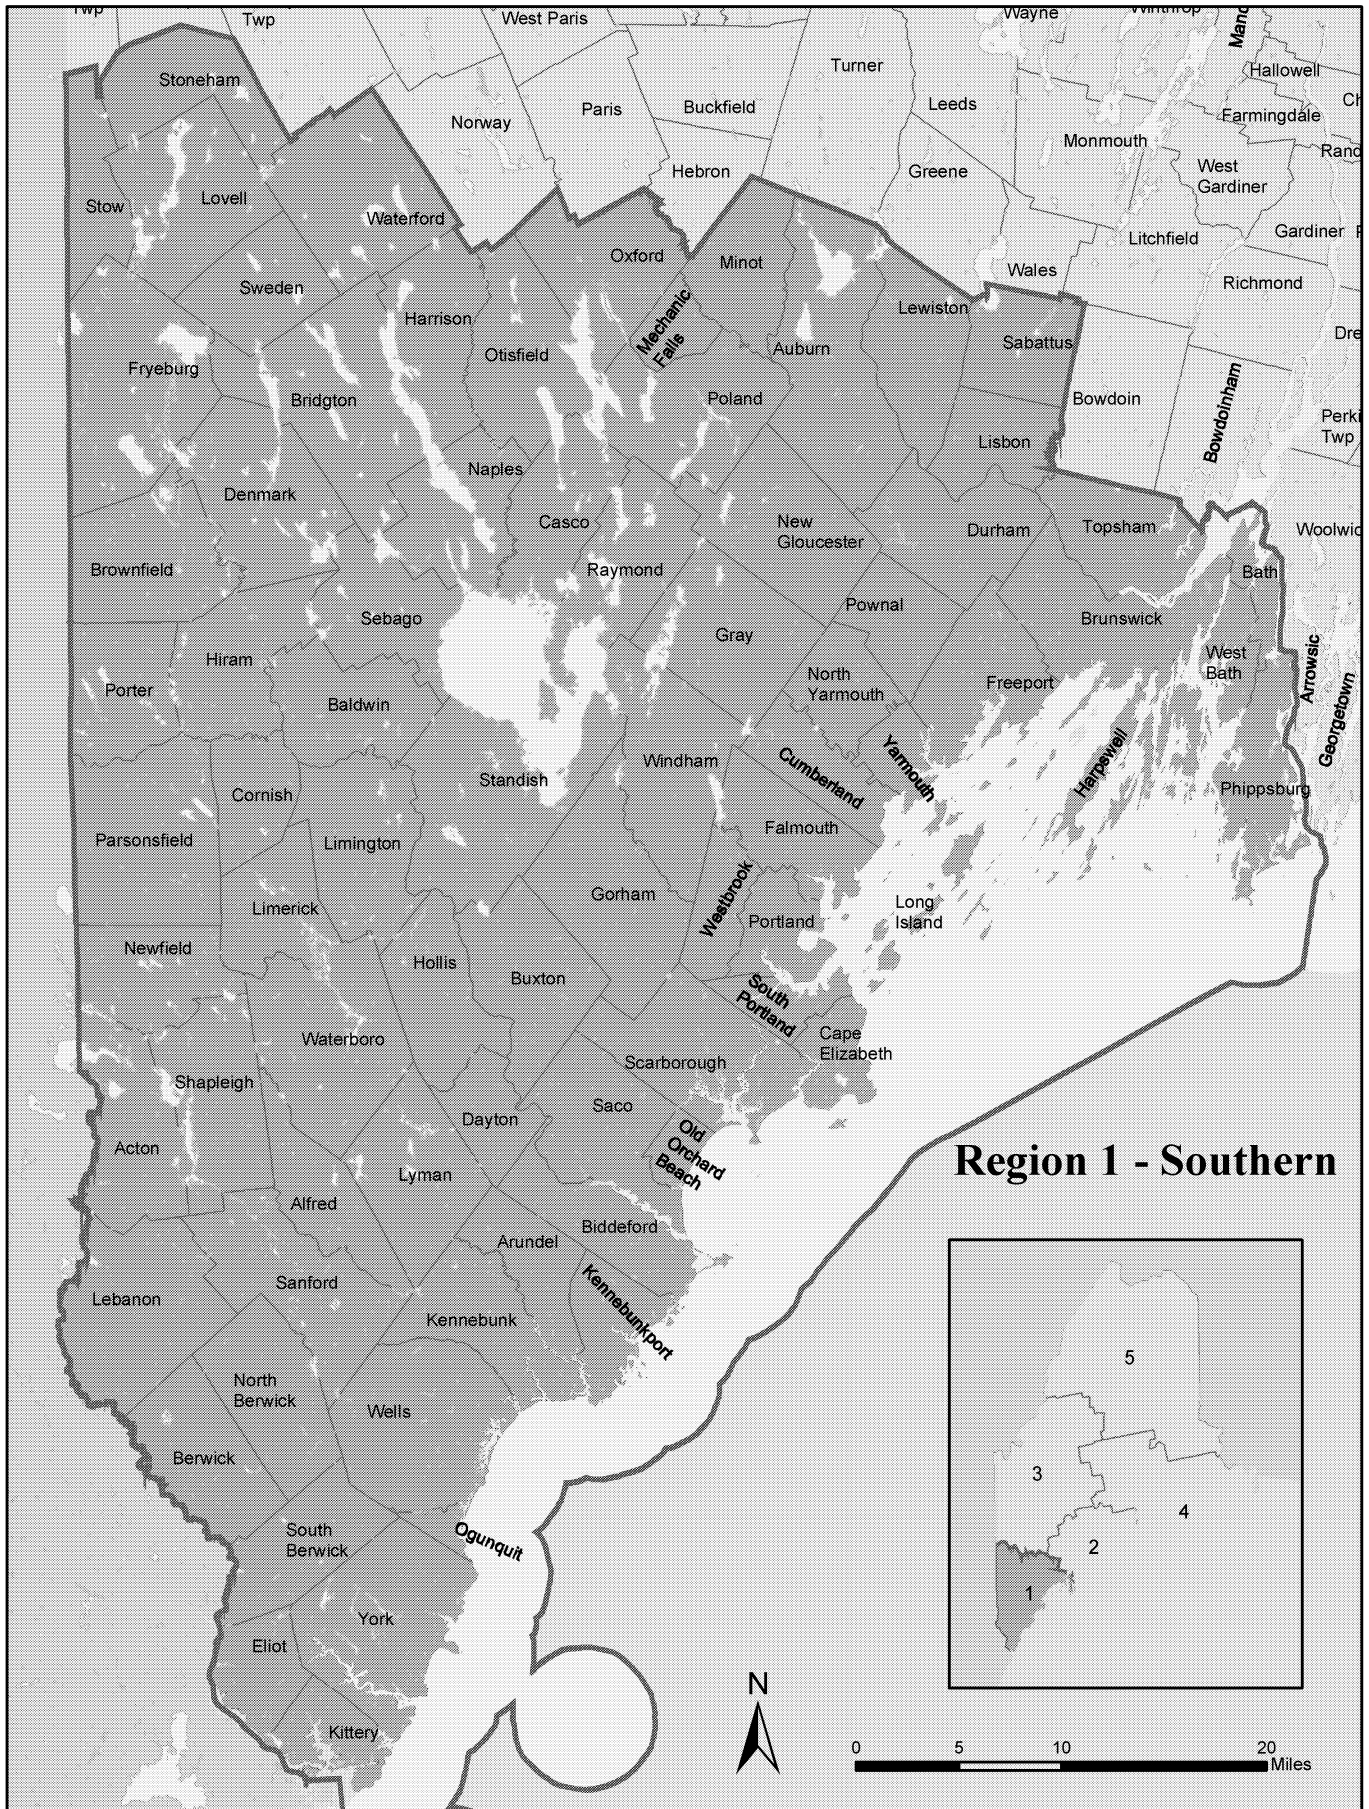 Twp
Twp
West Paris
Wayne
Winthrop
Stoneham
Turner
Hallowell
Norway
Paris
Buckfield
Leeds
Farmingdale
Monmouth
Hebron
Greene
West
Gardiner
Stow
Lovell
Waterford
Litchfield
Gardiner
Oxford
Minot
Wales
Richmond
Sweden
Harrison
Mechanic
Falls
Lewiston
Sabattus
Otisfield
Auburn
Fryeburg
Bridgton
Poland
Bowdoin
Bowdoinham
Perki
Twp
Lisbon
Naples
Denmark
Casco
New
Gloucester
Durham
Topsham
Woolwic
Brownfield
Raymond
Bath
Pownal
Sebago
Brunswick
Gray
Hiram
West
Bath
Arrowsic
Georgetown
Porter
North
Yarmouth
Freeport
Baldwin
Windham
Cumberland
Yarmouth
Harpswell
Standish
Phippsburg
Cornish
Falmouth
Parsonsfield
Limington
Gorham
Westbrook
Long
Island
Limerick
Portland
Newfield
Hollis
Buxton
South
Portland
Waterboro
Cape
Elizabeth
Scarborough
Shapleigh
Saco
Dayton
Old
Orchard
Beach
Acton
Lyman
Region 1 - Southern
Alfred
Biddeford
Arundel
Sanford
Kennebunkport
Lebanon
Kennebunk
5
North
Berwick
Wells
Berwick
3
4
South
Berwick
Ogunquit
2
1
York
Eliot
N
Kittery
0 5 10 20
Miles